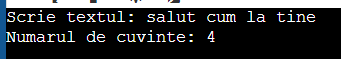 Scrie textul: salut cum la tine
Numarul de cuvinte: 4